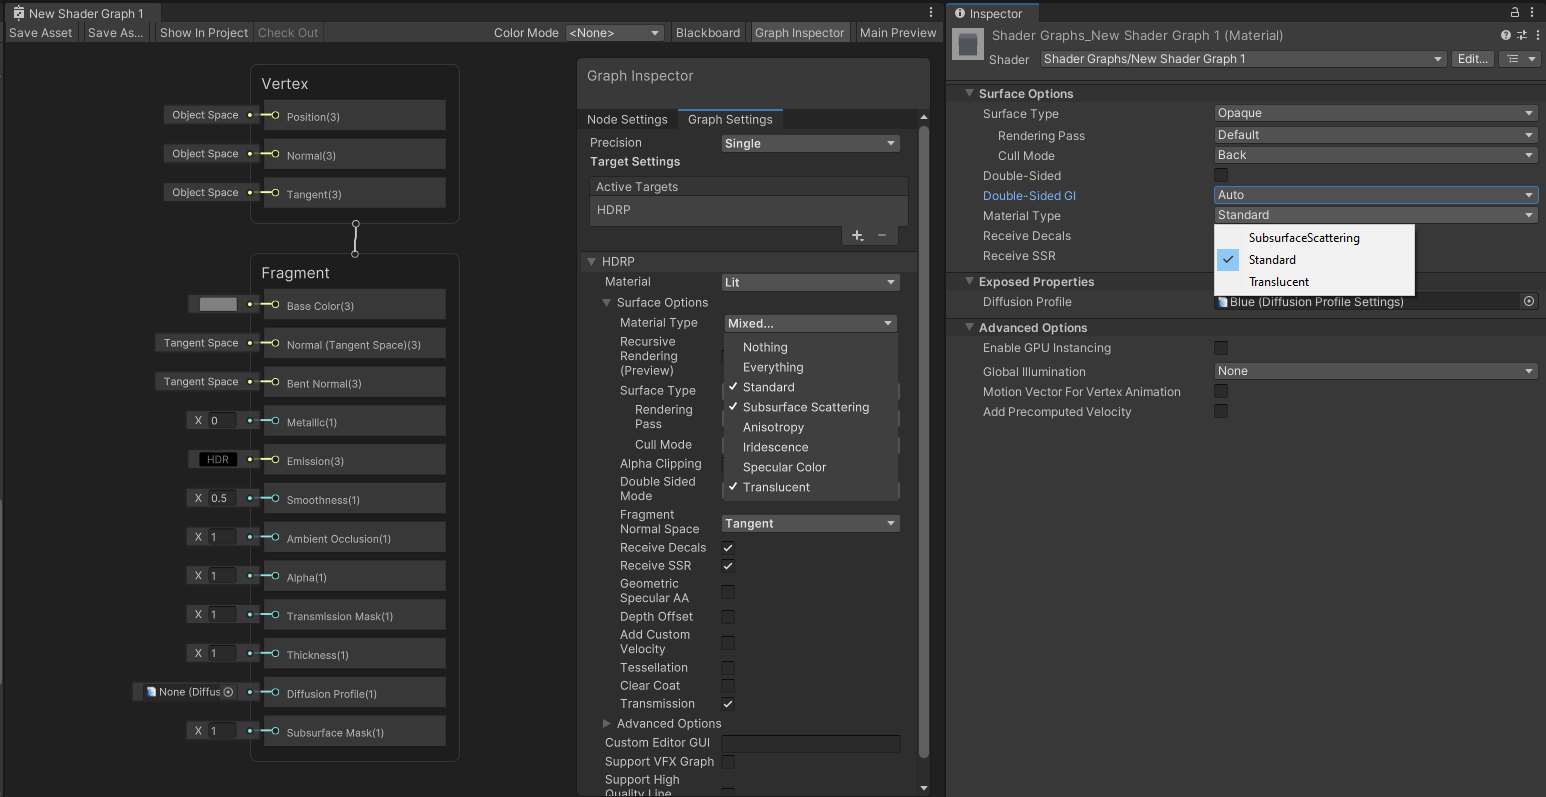 New Shader Graph 1
Save Asset Save As... Show In Project Check Out Color Mode <None> Blackboard Graph Inspector Main Preview
Vertex
Object Space Position(3)
Object Space Normal(3)
Object Space Tangent(3)
Fragment
Base Color(3)
Tangent Space Normal (Tangent Space)(3)
Tangent Space Bent Normal(3)
X 0 Metallic(1)
HDR Emission(3)
X 0.5 Smoothness(1)
X 1 Ambient Occlusion(1)
X 1 Alpha(1)
X 1 Transmission Mask(1)
X 1 Thickness(1)
None (Diffus Diffusion Profile(1)
X 1 Subsurface Mask(1)
Graph Inspector
Node Settings Graph Settings
Precision Single
Target Settings
Active Targets
HDRP
+ −
HDRP
Material Lit
Surface Options
Material Type Mixed...
Nothing
Everything
Standard
Subsurface Scattering
Anisotropy
Iridescence
Specular Color
Translucent
Recursive
Rendering
(Preview)
Surface Type
Rendering
Pass
Cull Mode
Alpha Clipping
Double Sided
Mode
Fragment
Normal Space Tangent
Receive Decals
Receive SSR
Geometric
Specular AA
Depth Offset
Add Custom
Velocity
Tessellation
Clear Coat
Transmission
Advanced Options
Custom Editor GUI
Support VFX Graph
Support High
Quality Line
Inspector
Shader Graphs_New Shader Graph 1 (Material)
Shader Shader Graphs/New Shader Graph 1 Edit...
Surface Options
Surface Type Opaque
Rendering Pass Default
Cull Mode Back
Double-Sided
Double-Sided GI Auto
Material Type Standard
SubsurfaceScattering
Standard
Translucent
Receive Decals
Receive SSR
Exposed Properties
Diffusion Profile Blue (Diffusion Profile Settings)
Advanced Options
Enable GPU Instancing
Global Illumination None
Motion Vector For Vertex Animation
Add Precomputed Velocity